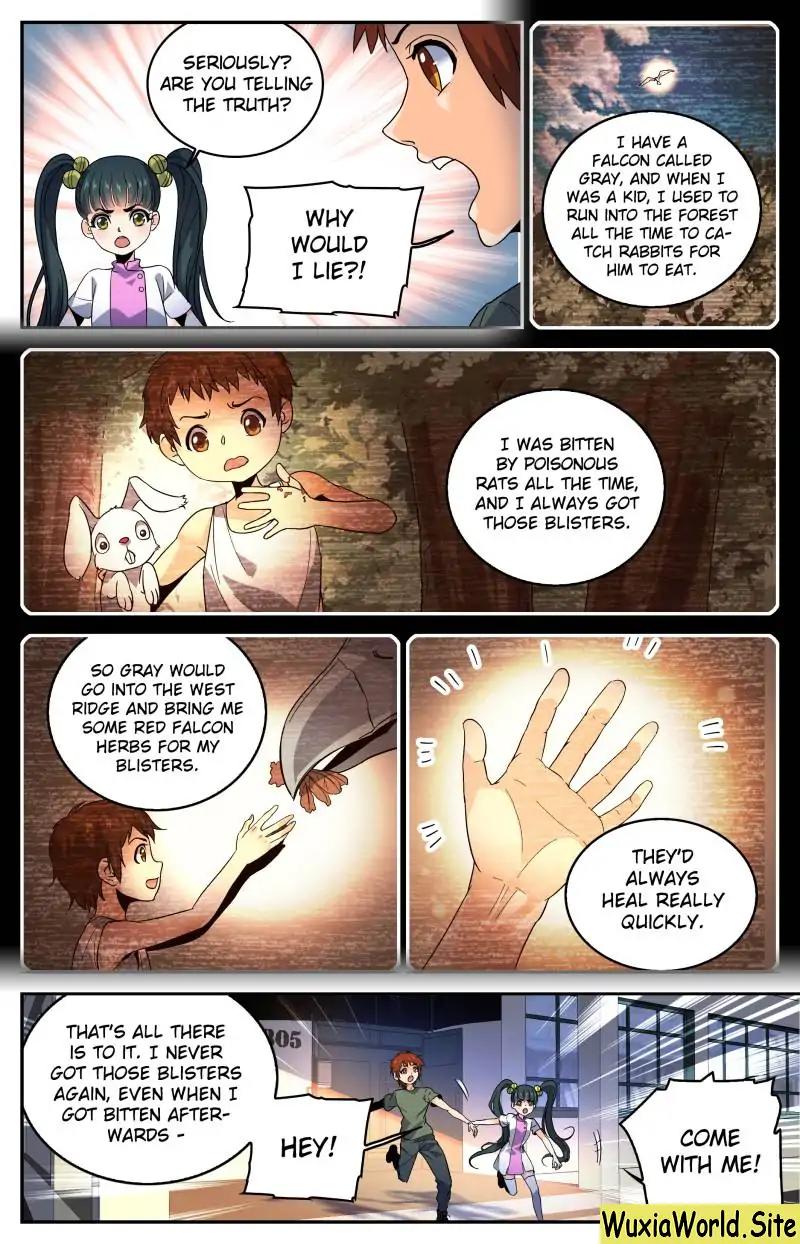 SERIOUSLY?
ARE YOU TELLING
THE TRUTH?
WHY
WOULD
I LIE?!
I HAVE A
FALCON CALLED
GRAY, AND WHEN I
WAS A KID, I USED TO
RUN INTO THE FOREST
ALL THE TIME TO CA-
TCH RABBITS FOR
HIM TO EAT.
I WAS BITTEN
BY POISONOUS
RATS ALL THE TIME,
AND I ALWAYS GOT
THOSE BLISTERS.
SO GRAY WOULD
GO INTO THE WEST
RIDGE AND BRING ME
SOME RED FALCON
HERBS FOR MY
BLISTERS.
THEY'D
ALWAYS
HEAL REALLY
QUICKLY.
THAT'S ALL THERE
IS TO IT. I NEVER
GOT THOSE BLISTERS
AGAIN, EVEN WHEN I
GOT BITTEN AFTER-
WARDS -
305
HEY!
COME
WITH ME!
WuxiaWorld.Site